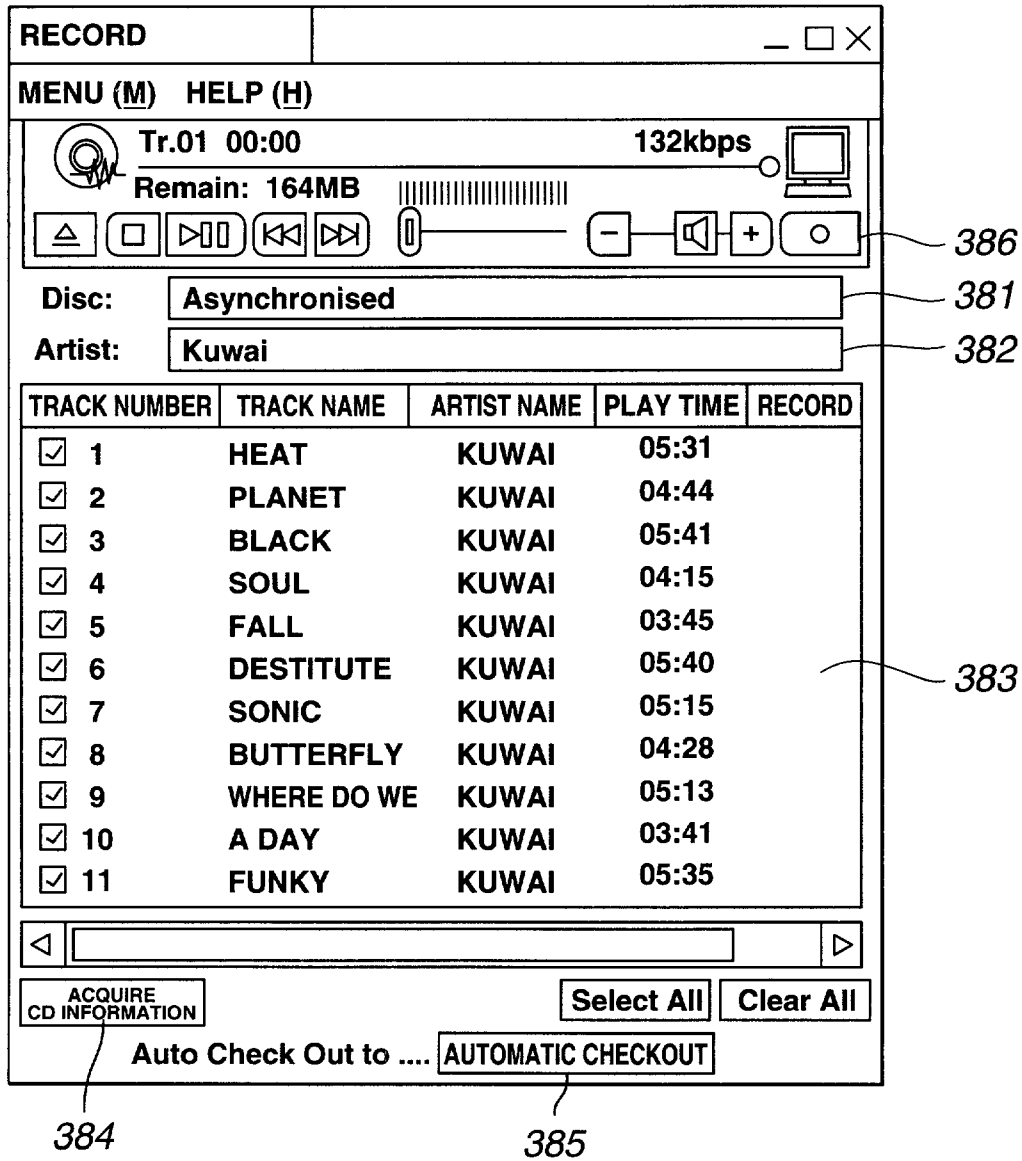 RECORD
MENU (M) HELP (H)
Tr.01 00:00 132kbps
Remain: 164MB
386
Disc: Asynchronised 381
Artist: Kuwai 382
TRACK NUMBER TRACK NAME ARTIST NAME PLAY TIME RECORD
1 HEAT KUWAI 05:31
2 PLANET KUWAI 04:44
3 BLACK KUWAI 05:41
4 SOUL KUWAI 04:15
5 FALL KUWAI 03:45
6 DESTITUTE KUWAI 05:40 383
7 SONIC KUWAI 05:15
8 BUTTERFLY KUWAI 04:28
9 WHERE DO WE KUWAI 05:13
10 A DAY KUWAI 03:41
11 FUNKY KUWAI 05:35
ACQUIRE
CD INFORMATION
Select All Clear All
Auto Check Out to .... AUTOMATIC CHECKOUT
384 385